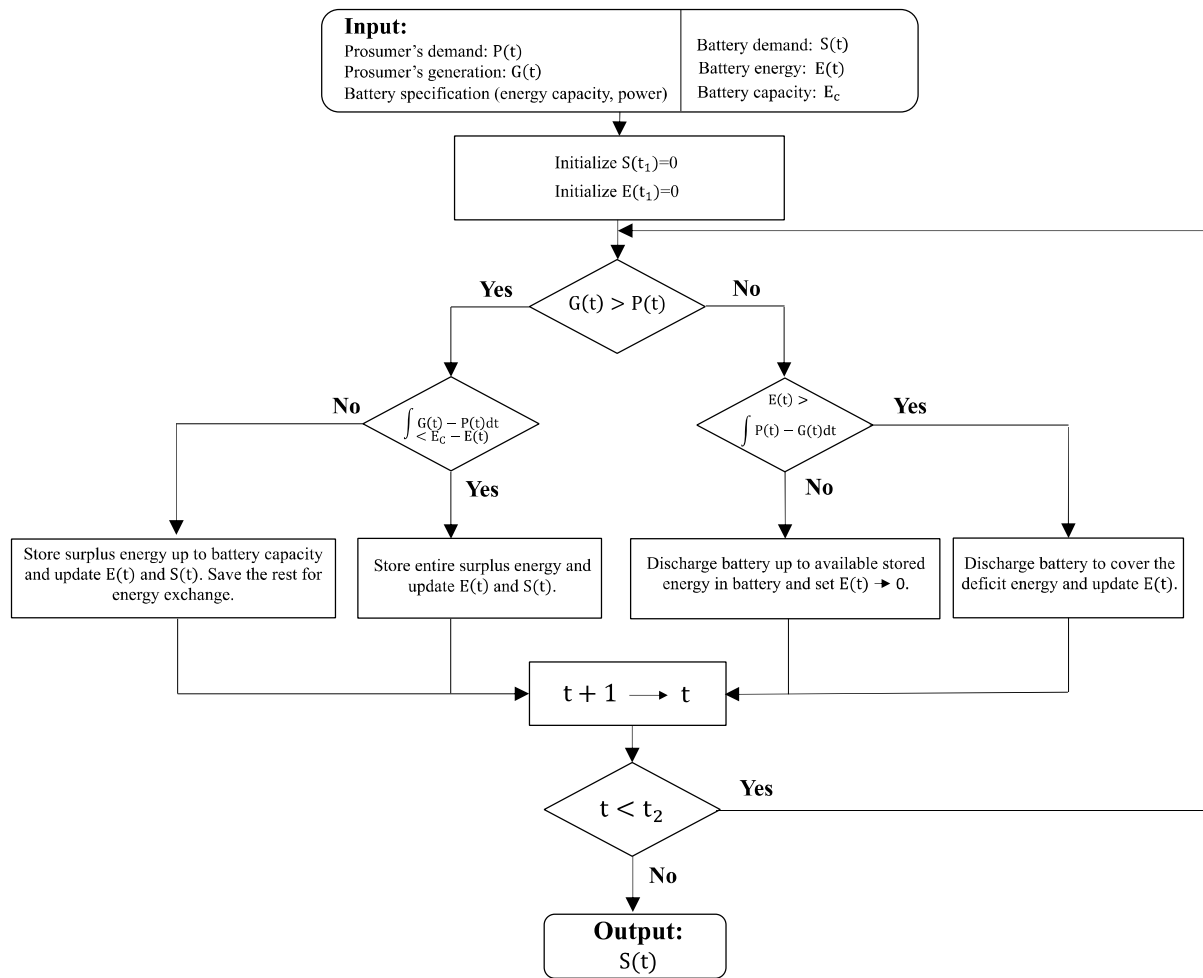 Input:
Prosumer's demand: P(t)
Prosumer's generation: G(t)
Battery specification (energy capacity, power)
Battery demand: S(t)
Battery energy: E(t)
Battery capacity: E_c
Initialize S(t₁)=0
Initialize E(t₁)=0
G(t) > P(t)
Yes
No
∫ G(t) − P(t)dt
< E_C − E(t)
No
Yes
E(t) >
∫ P(t) − G(t)dt
Yes
No
Store surplus energy up to battery capacity
and update E(t) and S(t). Save the rest for
energy exchange.
Store entire surplus energy and
update E(t) and S(t).
Discharge battery up to available stored
energy in battery and set E(t) → 0.
Discharge battery to cover the
deficit energy and update E(t).
t + 1 → t
t < t₂
Yes
No
Output:
S(t)